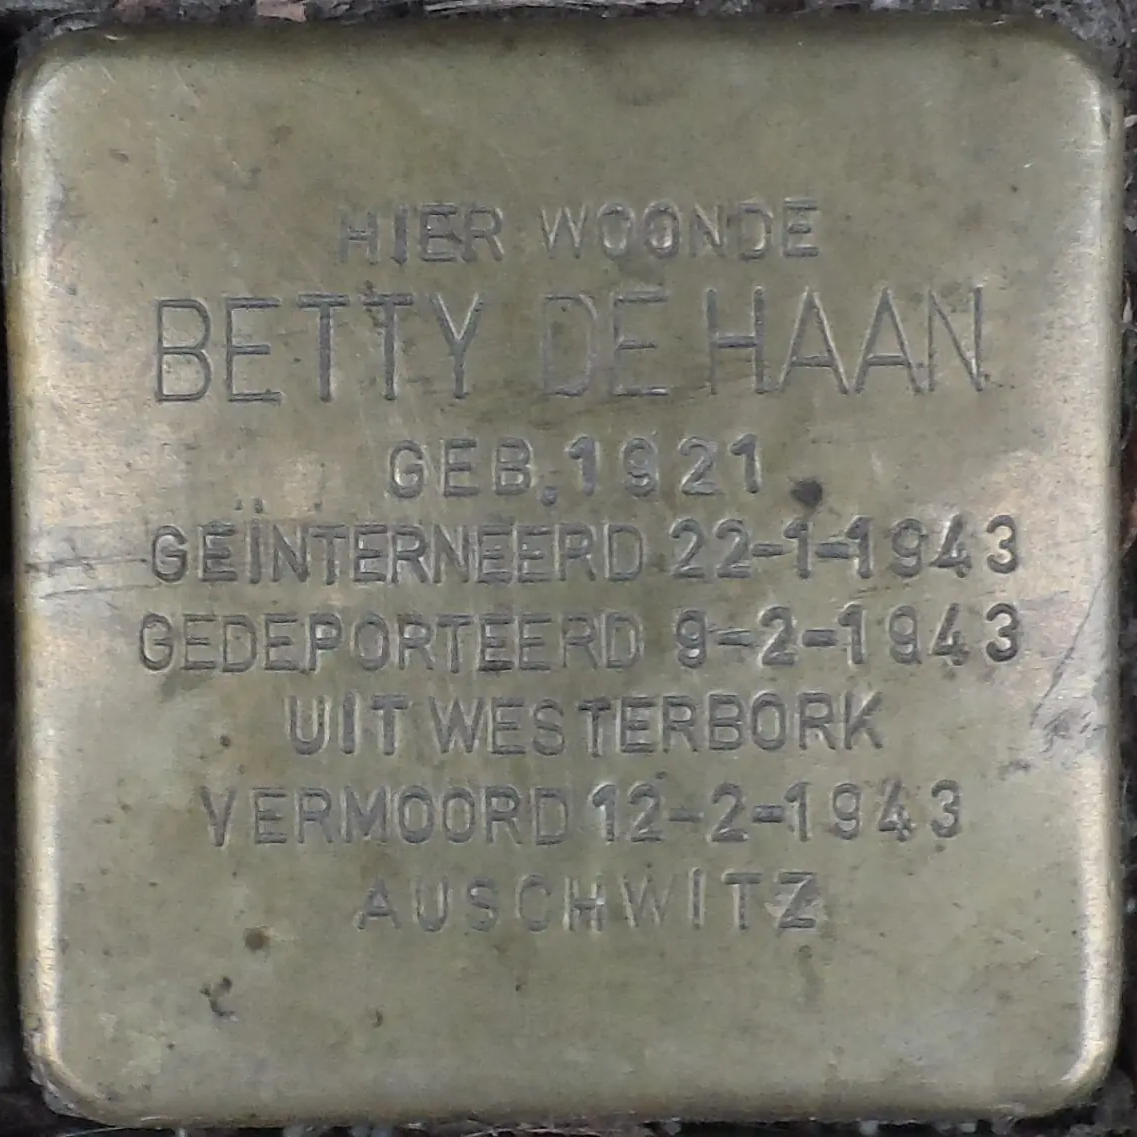 HIER WOONDE
BETTY DE HAAN
GEB. 1921
GEÏNTERNEERD 22-1-1943
GEDEPORTEERD 9-2-1943
UIT WESTERBORK
VERMOORD 12-2-1943
AUSCHWITZ